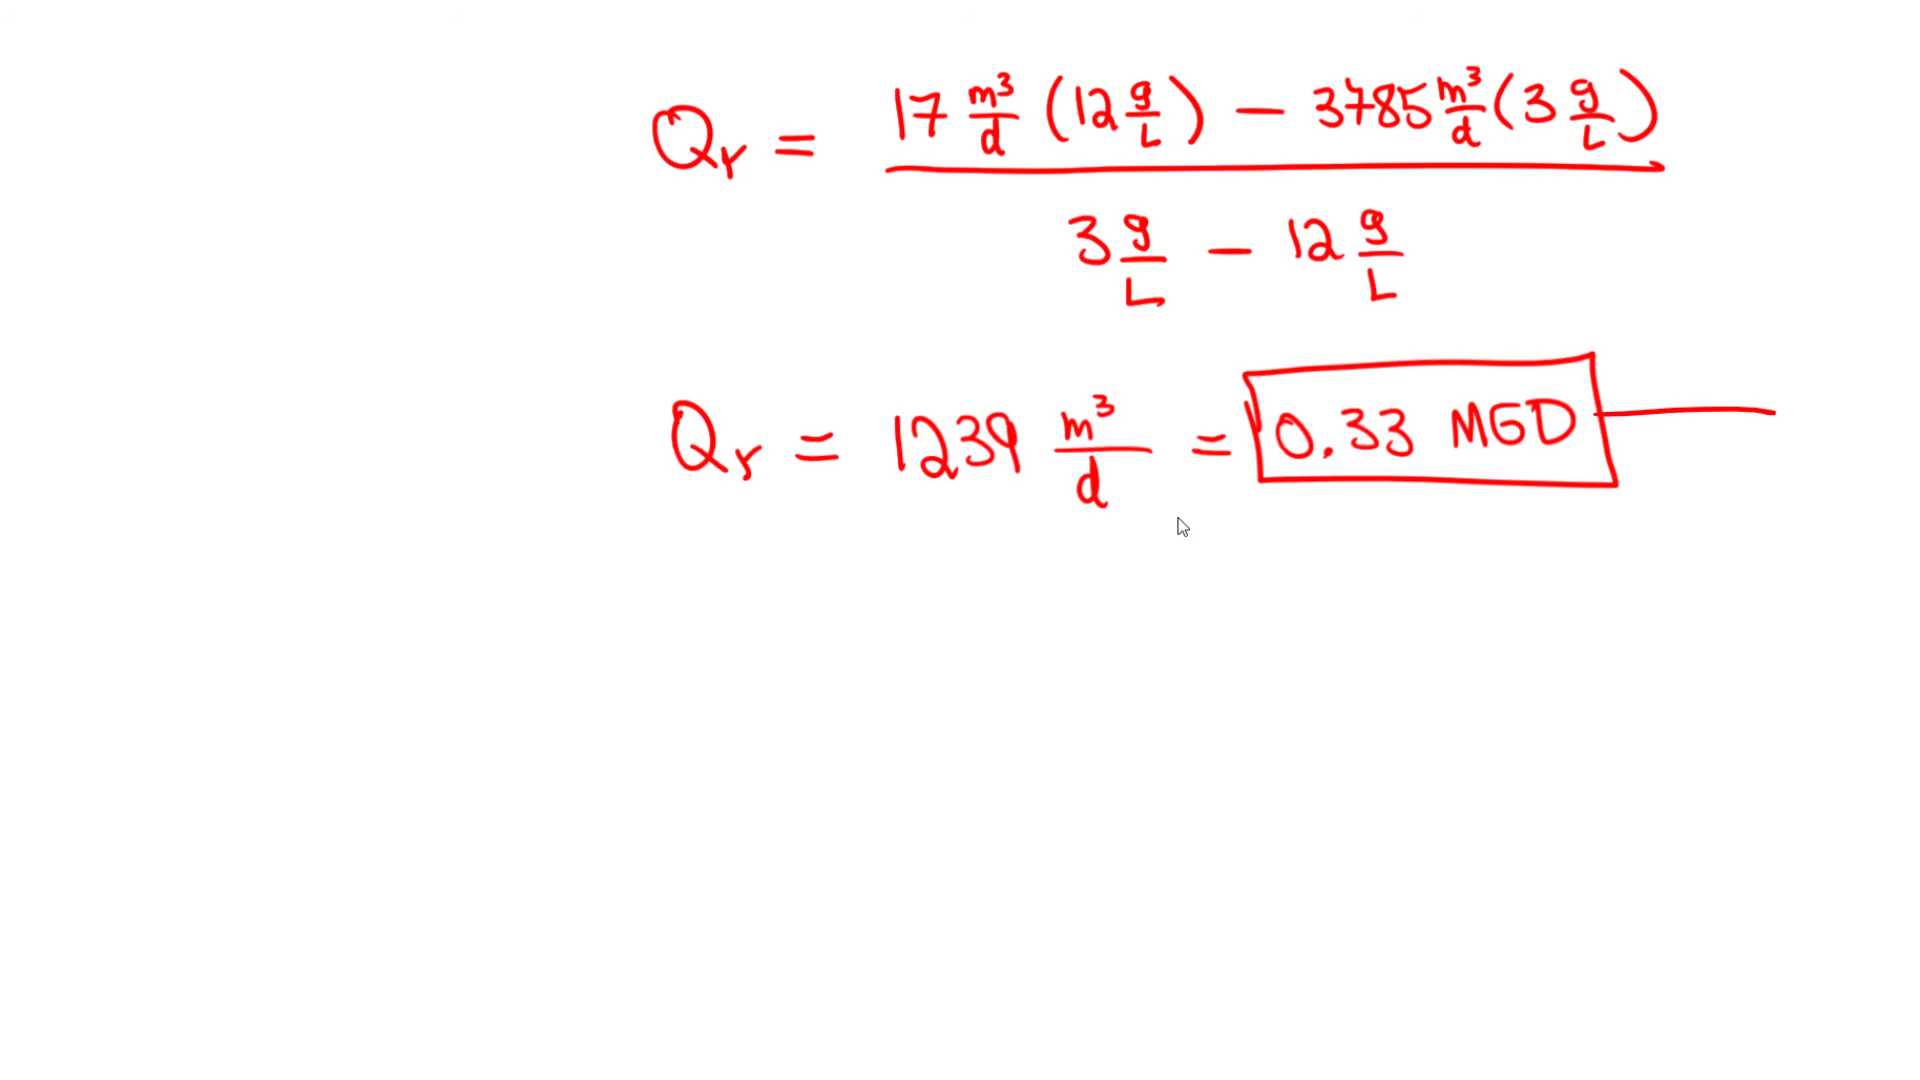 Qr = 17 m³/d (12 g/L) − 3785 m³/d (3 g/L)
3 g/L − 12 g/L
Qr = 1239 m³/d = 0.33 MGD